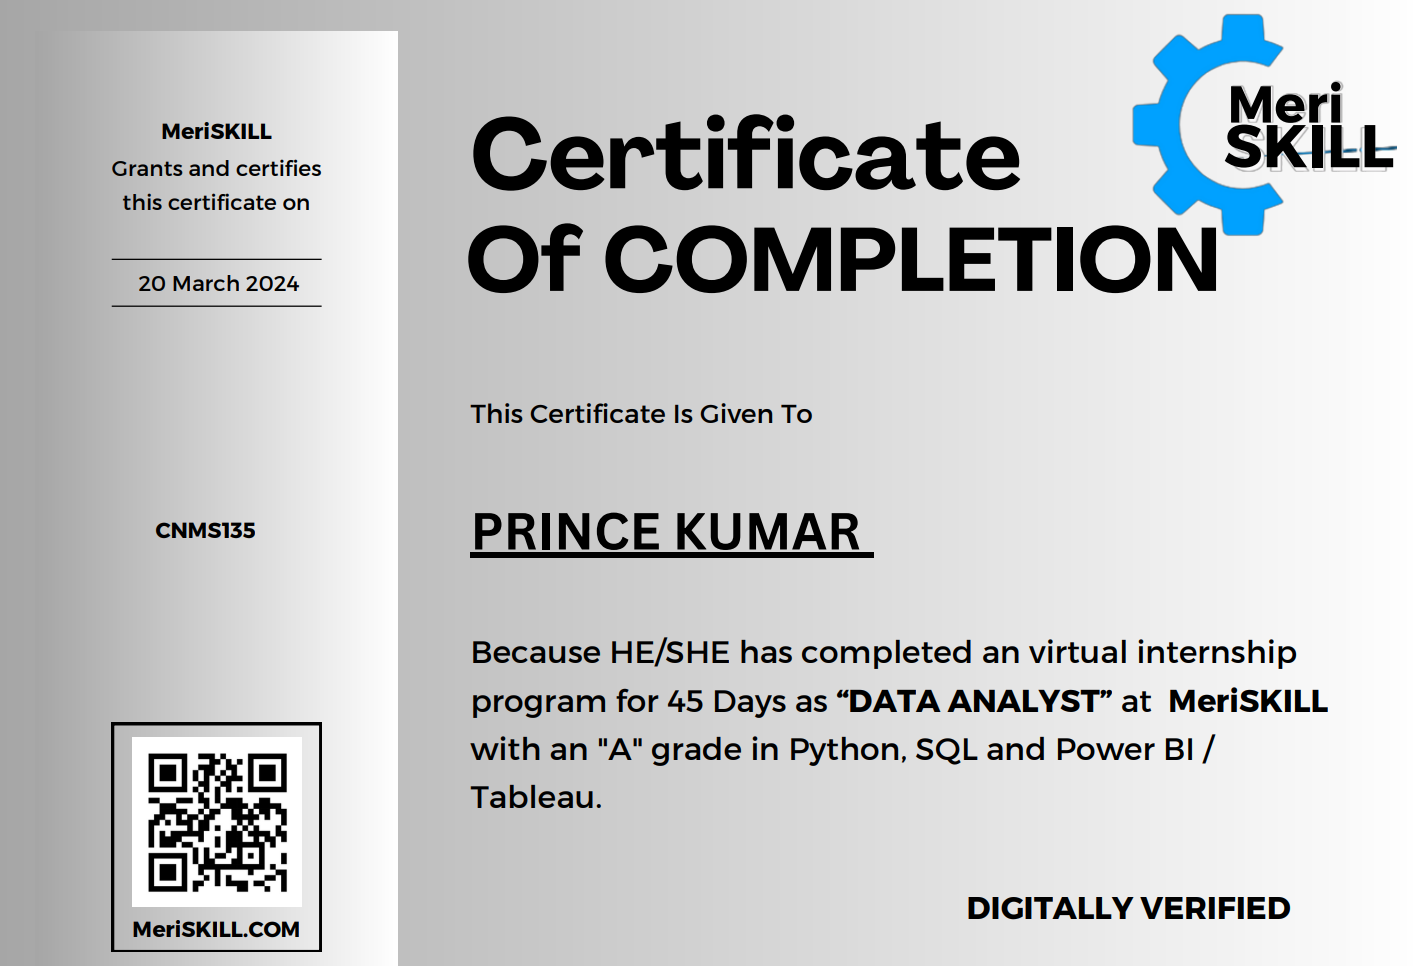 MeriSKILL
Grants and certifies
this certificate on
20 March 2024
CNMS135
MeriSKILL.COM
Meri
SKILL
Certificate
Of COMPLETION
This Certificate Is Given To
PRINCE KUMAR
Because HE/SHE has completed an virtual internship
program for 45 Days as “DATA ANALYST” at MeriSKILL
with an "A" grade in Python, SQL and Power BI /
Tableau.
DIGITALLY VERIFIED